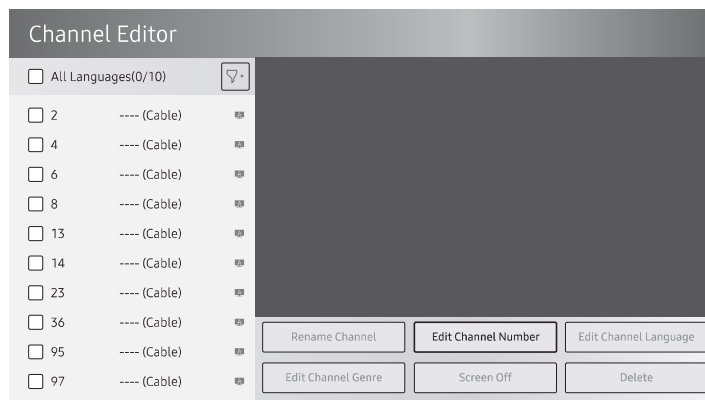 Channel Editor
All Languages(0/10)
2 ---- (Cable)
4 ---- (Cable)
6 ---- (Cable)
8 ---- (Cable)
13 ---- (Cable)
14 ---- (Cable)
23 ---- (Cable)
36 ---- (Cable)
95 ---- (Cable)
97 ---- (Cable)
Rename Channel Edit Channel Number Edit Channel Language
Edit Channel Genre Screen Off Delete